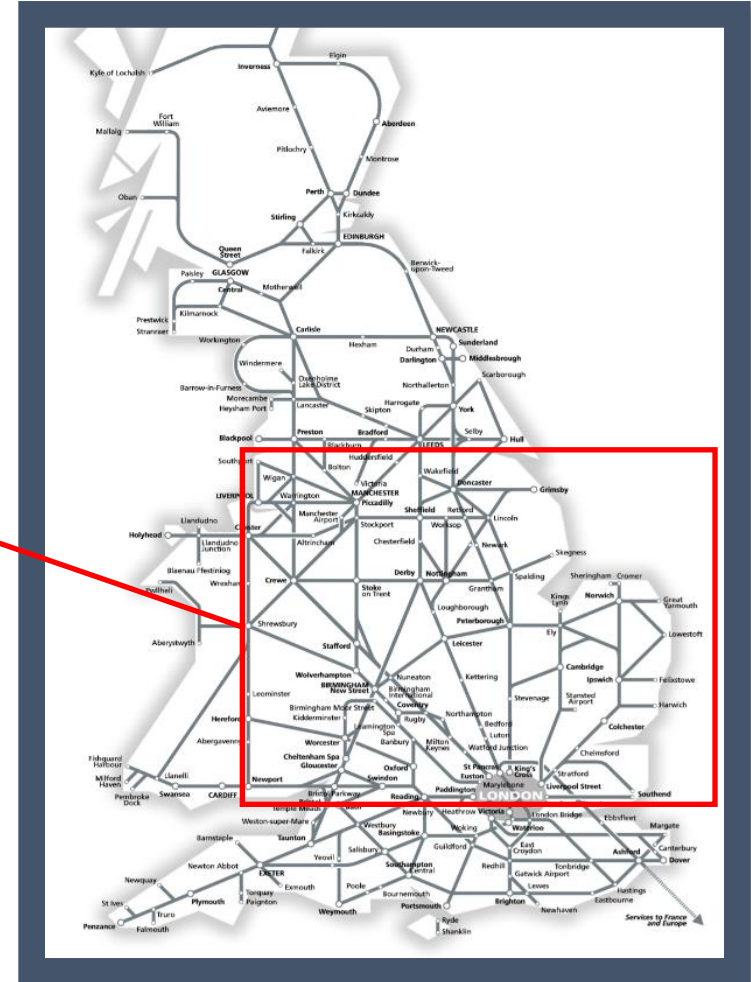 Elgin
Inverness
Kyle of Lochalsh
Aviemore
Fort
William
Aberdeen
Mallaig
Pitlochry
Montrose
Perth
Dundee
Oban
Stirling
Kirkcaldy
EDINBURGH
Queen
Street
Falkirk
Berwick-
upon-Tweed
Paisley
GLASGOW
Central
Motherwell
Prestwick
Kilmarnock
Stranraer
Carlisle
NEWCASTLE
Workington
Hexham
Sunderland
Durham
Darlington
Middlesbrough
Windermere
Scarborough
Oxenholme
Lake District
Northallerton
Barrow-in-Furness
Morecambe
Heysham Port
Lancaster
Harrogate
York
Skipton
Preston
Bradford
Selby
Blackpool
Blackburn
LEEDS
Hull
Huddersfield
Southport
Bolton
Wakefield
Wigan
Victoria
Doncaster
LIVERPOOL
Warrington
MANCHESTER
Piccadilly
Grimsby
Manchester
Airport
Sheffield
Retford
Llandudno
Stockport
Worksop
Lincoln
Holyhead
Chester
Llandudno
Junction
Altrincham
Chesterfield
Newark
Skegness
Blaenau Ffestiniog
Derby
Nottingham
Spalding
Sheringham
Cromer
Pwllheli
Wrexham
Crewe
Stoke
on Trent
Grantham
Kings
Lynn
Norwich
Great
Yarmouth
Loughborough
Shrewsbury
Peterborough
Ely
Lowestoft
Aberystwyth
Stafford
Leicester
Wolverhampton
Cambridge
BIRMINGHAM
New Street
Nuneaton
Birmingham
International
Kettering
Ipswich
Felixstowe
Leominster
Stevenage
Stansted
Airport
Birmingham Moor Street
Coventry
Harwich
Kidderminster
Rugby
Northampton
Hereford
Leamington
Spa
Bedford
Colchester
Abergavenny
Worcester
Banbury
Milton
Keynes
Luton
Watford Junction
Chelmsford
Fishguard
Harbour
Cheltenham Spa
Gloucester
Oxford
St Pancras
Euston
King's
Cross
Milford
Haven
Llanelli
Newport
Swindon
Stratford
Marylebone
Liverpool Street
Paddington
Pembroke
Dock
Swansea
CARDIFF
Bristol Parkway
Reading
LONDON
Southend
Temple Meads
Bath
Newbury
Heathrow
Victoria
London Bridge
Ebbsfleet
Weston-super-Mare
Westbury
Waterloo
Margate
Barnstaple
Taunton
Basingstoke
Woking
East
Croydon
Canterbury
Salisbury
Guildford
Ashford
Dover
Newton Abbot
Yeovil
Southampton
Central
Redhill
Tonbridge
EXETER
Gatwick Airport
Newquay
Exmouth
Poole
Lewes
Hastings
Plymouth
Torquay
Paignton
Bournemouth
Eastbourne
St Ives
Weymouth
Portsmouth
Brighton
Newhaven
Truro
Penzance
Falmouth
Ryde
Shanklin
Services to France
and Europe